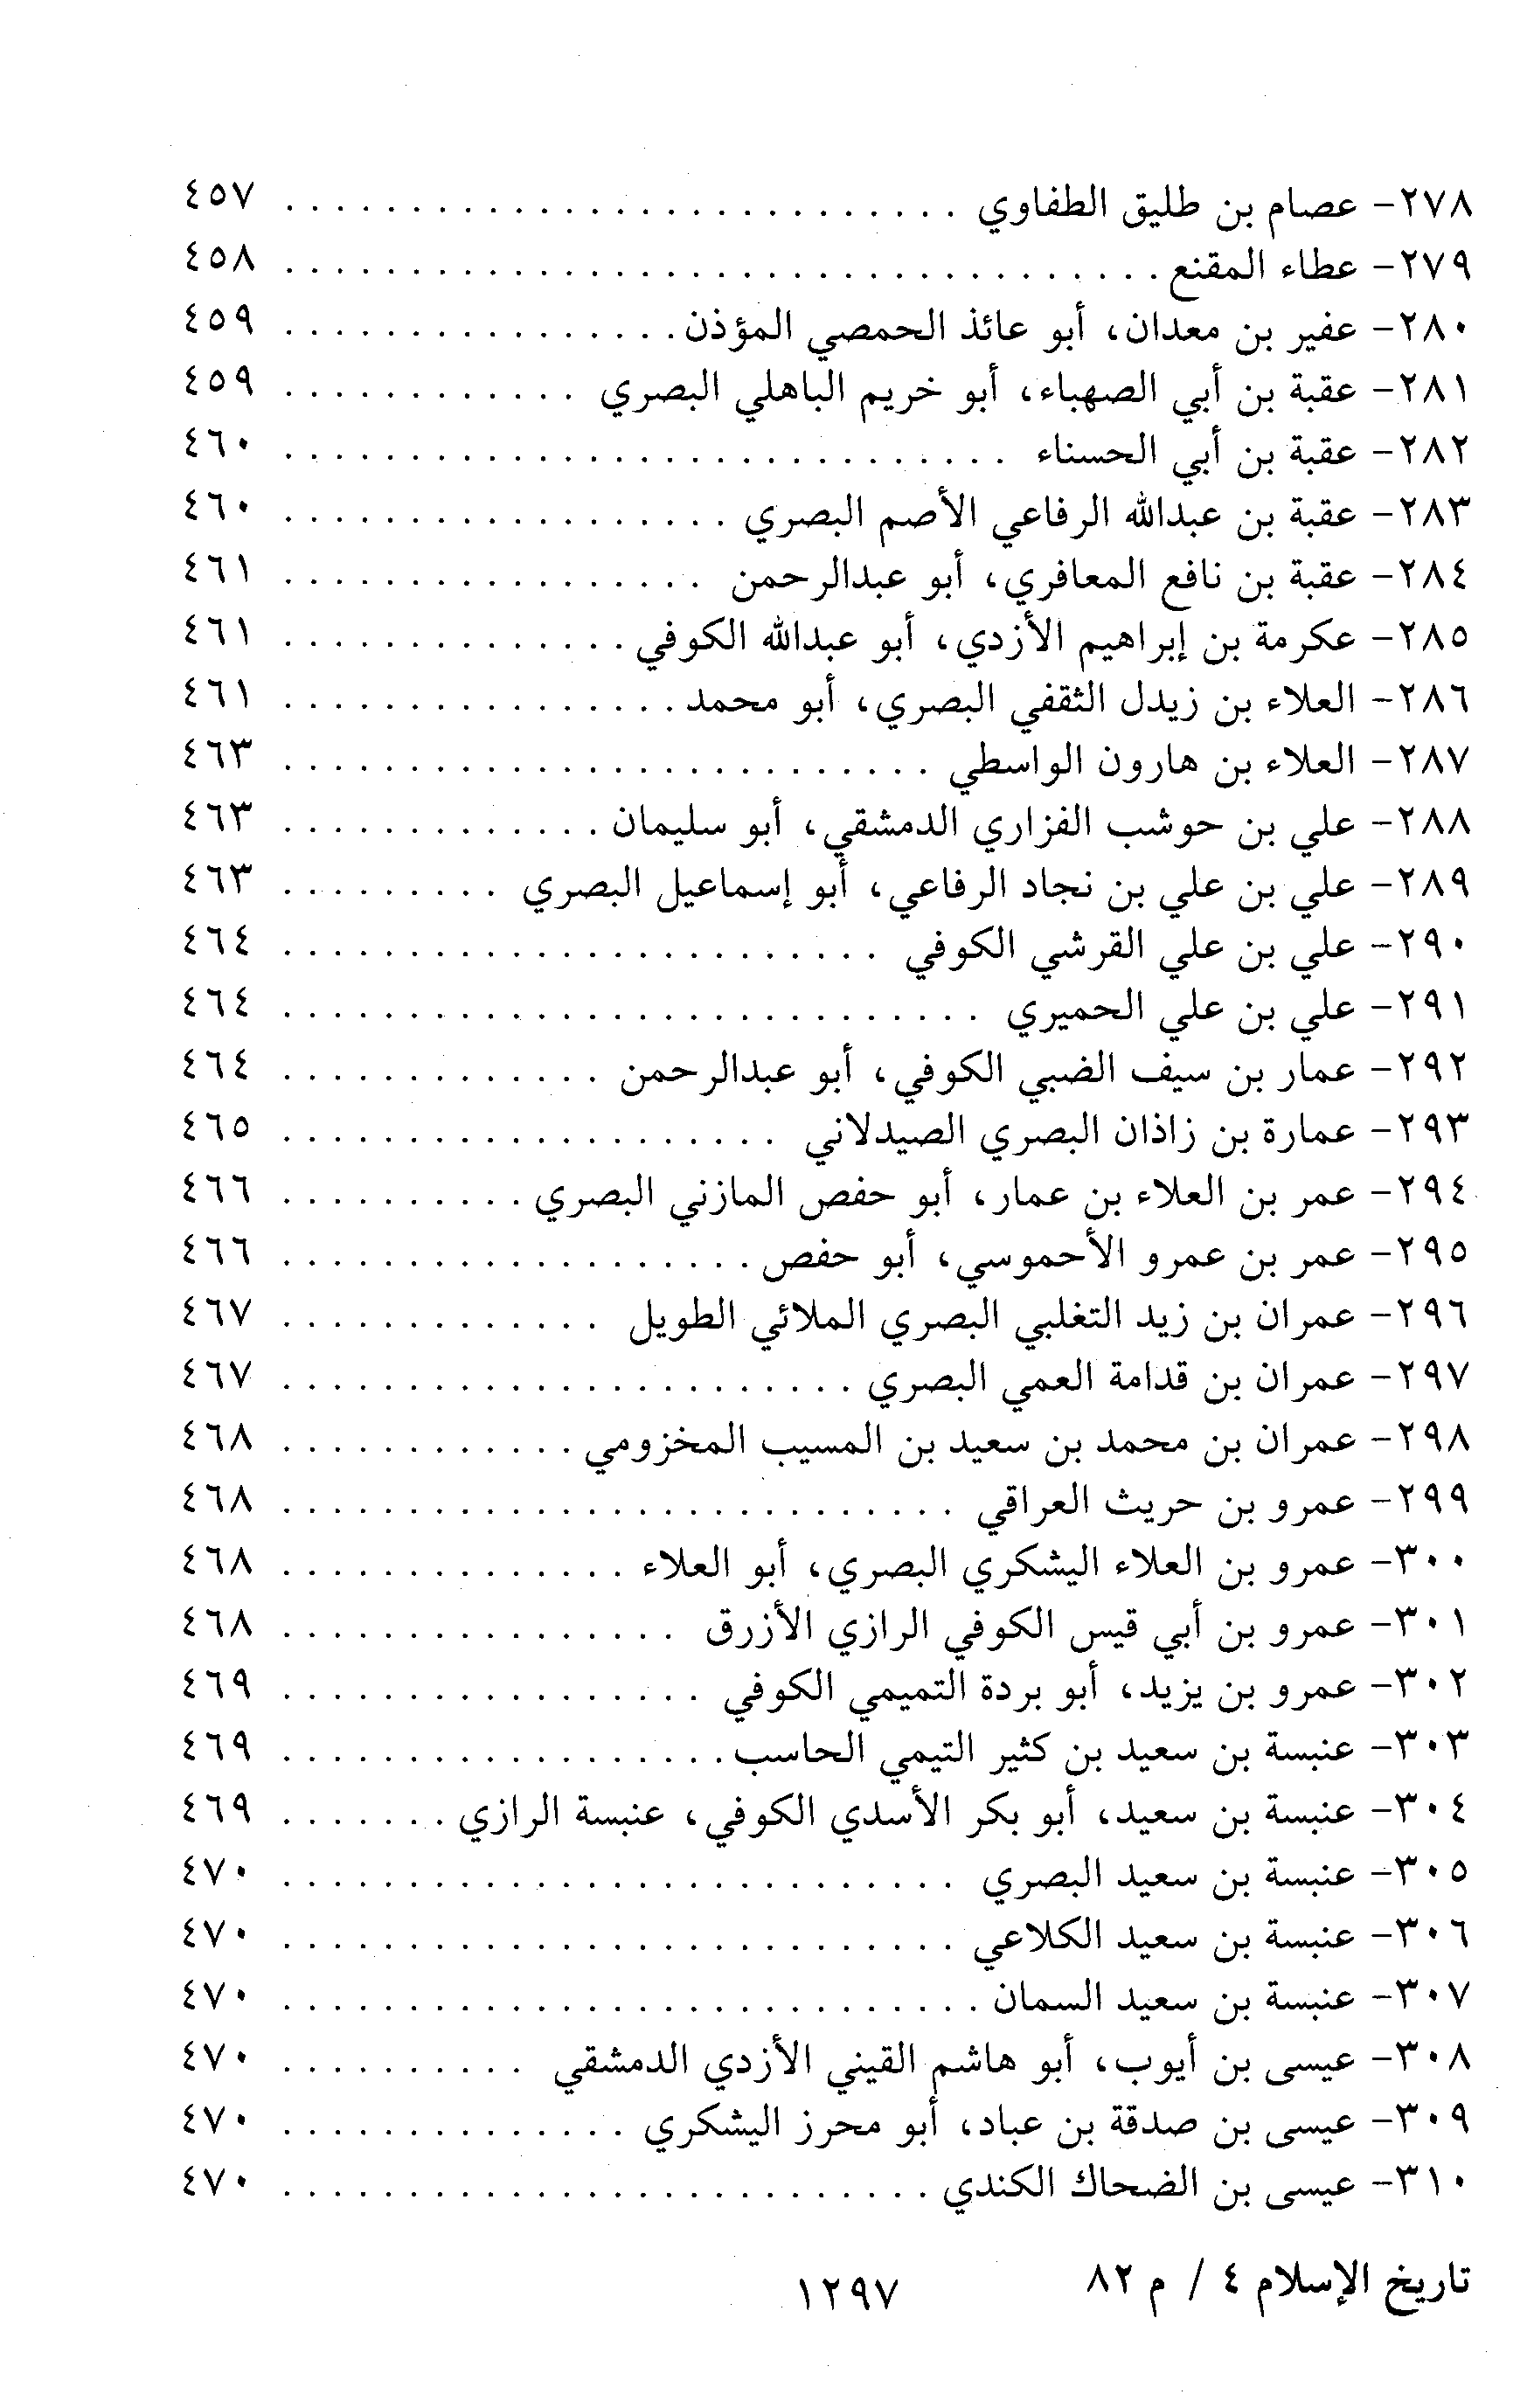 ٢٧٨- عصام بن طليق الطفاوي . . . . . . . . . . . . . . . . . . . . . . . . . . . ٤٥٧
٢٧٩- عطاء المقنع . . . . . . . . . . . . . . . . . . . . . . . . . . . . . . . . . . . ٤٥٨
٢٨٠- عفير بن معدان، أبو عائذ الحمصي المؤذن . . . . . . . . . . . . . . . . ٤٥٩
٢٨١- عقبة بن أبي الصهباء، أبو خريم الباهلي البصري . . . . . . . . . . . . ٤٥٩
٢٨٢- عقبة بن أبي الحسناء . . . . . . . . . . . . . . . . . . . . . . . . . . . . . ٤٦٠
٢٨٣- عقبة بن عبدالله الرفاعي الأصم البصري . . . . . . . . . . . . . . . . . . ٤٦٠
٢٨٤- عقبة بن نافع المعافري، أبو عبدالرحمن . . . . . . . . . . . . . . . . . ٤٦١
٢٨٥- عكرمة بن إبراهيم الأزدي، أبو عبدالله الكوفي . . . . . . . . . . . . . . ٤٦١
٢٨٦- العلاء بن زيدل الثقفي البصري، أبو محمد . . . . . . . . . . . . . . . . ٤٦١
٢٨٧- العلاء بن هارون الواسطي . . . . . . . . . . . . . . . . . . . . . . . . . . ٤٦٣
٢٨٨- علي بن حوشب الفزاري الدمشقي، أبو سليمان . . . . . . . . . . . . . ٤٦٣
٢٨٩- علي بن علي بن نجاد الرفاعي، أبو إسماعيل البصري . . . . . . . . . ٤٦٣
٢٩٠- علي بن علي القرشي الكوفي . . . . . . . . . . . . . . . . . . . . . . . . ٤٦٤
٢٩١- علي بن علي الحميري . . . . . . . . . . . . . . . . . . . . . . . . . . . . ٤٦٤
٢٩٢- عمار بن سيف الضبي الكوفي، أبو عبدالرحمن . . . . . . . . . . . . . ٤٦٤
٢٩٣- عمارة بن زاذان البصري الصيدلاني . . . . . . . . . . . . . . . . . . . . ٤٦٥
٢٩٤- عمر بن العلاء بن عمار، أبو حفص المازني البصري . . . . . . . . . . ٤٦٦
٢٩٥- عمر بن عمرو الأحموسي، أبو حفص . . . . . . . . . . . . . . . . . . . ٤٦٦
٢٩٦- عمران بن زيد التغلبي البصري الملائي الطويل . . . . . . . . . . . . . ٤٦٧
٢٩٧- عمران بن قدامة العمي البصري . . . . . . . . . . . . . . . . . . . . . . . ٤٦٧
٢٩٨- عمران بن محمد بن سعيد بن المسيب المخزومي . . . . . . . . . . . . ٤٦٨
٢٩٩- عمرو بن حريث العراقي . . . . . . . . . . . . . . . . . . . . . . . . . . . ٤٦٨
٣٠٠- عمرو بن العلاء اليشكري البصري، أبو العلاء . . . . . . . . . . . . . . ٤٦٨
٣٠١- عمرو بن أبي قيس الكوفي الرازي الأزرق . . . . . . . . . . . . . . . . ٤٦٨
٣٠٢- عمرو بن يزيد، أبو بردة التميمي الكوفي . . . . . . . . . . . . . . . . . ٤٦٩
٣٠٣- عنبسة بن سعيد بن كثير التيمي الحاسب . . . . . . . . . . . . . . . . . . ٤٦٩
٣٠٤- عنبسة بن سعيد، أبو بكر الأسدي الكوفي، عنبسة الرازي . . . . . . . ٤٦٩
٣٠٥- عنبسة بن سعيد البصري . . . . . . . . . . . . . . . . . . . . . . . . . . . ٤٧٠
٣٠٦- عنبسة بن سعيد الكلاعي . . . . . . . . . . . . . . . . . . . . . . . . . . . ٤٧٠
٣٠٧- عنبسة بن سعيد السمان . . . . . . . . . . . . . . . . . . . . . . . . . . . . ٤٧٠
٣٠٨- عيسى بن أيوب، أبو هاشم القيني الأزدي الدمشقي . . . . . . . . . . ٤٧٠
٣٠٩- عيسى بن صدقة بن عباد، أبو محرز اليشكري . . . . . . . . . . . . . . ٤٧٠
٣١٠- عيسى بن الضحاك الكندي . . . . . . . . . . . . . . . . . . . . . . . . . . ٤٧٠
تاريخ الإسلام ٤ / م ٨٢
١٢٩٧